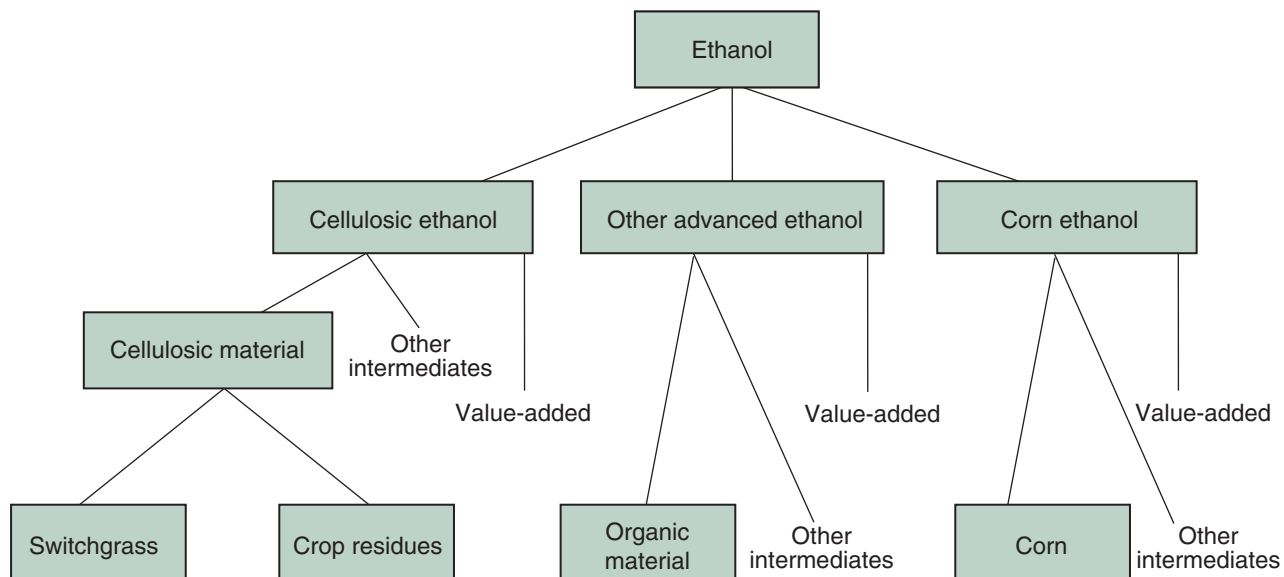 Ethanol
Cellulosic ethanol
Other advanced ethanol
Corn ethanol
Cellulosic material
Other
intermediates
Value-added
Value-added
Value-added
Switchgrass
Crop residues
Organic
material
Other
intermediates
Corn
Other
intermediates